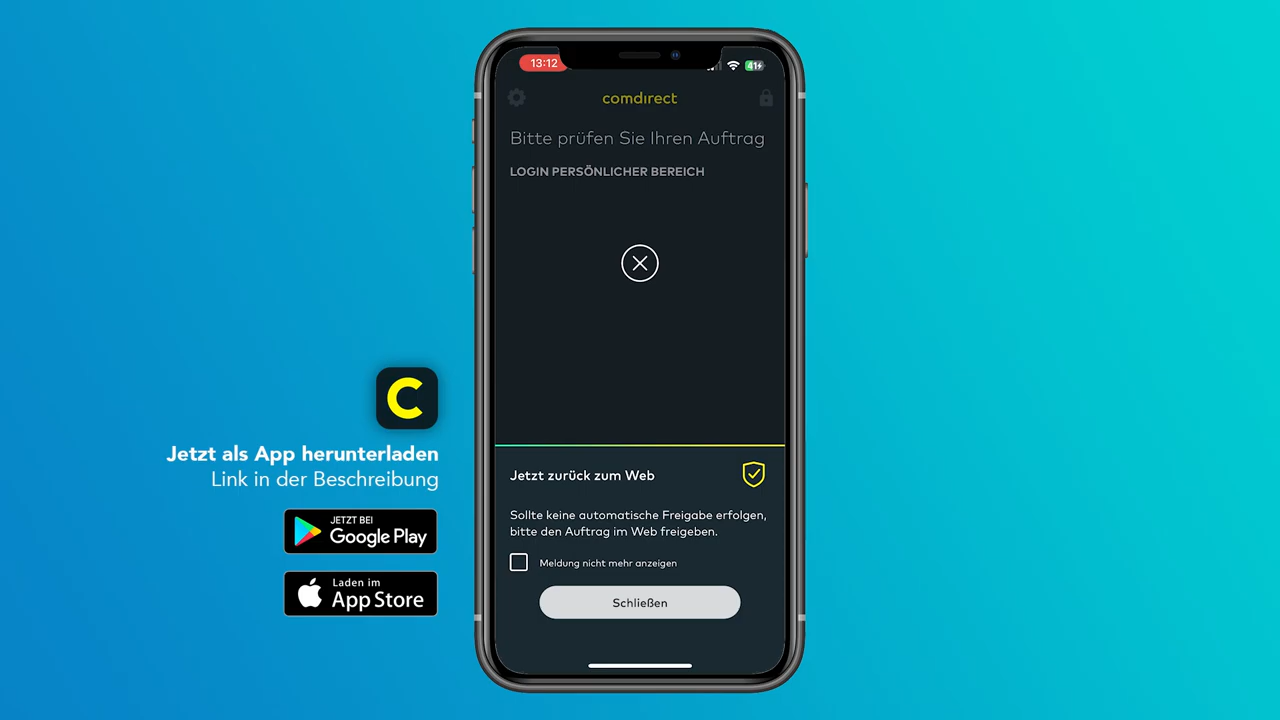 13:12
41
comdirect
Bitte prüfen Sie Ihren Auftrag
LOGIN PERSÖNLICHER BEREICH
C
Jetzt als App herunterladen
Link in der Beschreibung
JETZT BEI
Google Play
Laden im
App Store
Jetzt zurück zum Web
Sollte keine automatische Freigabe erfolgen,
bitte den Auftrag im Web freigeben.
Meldung nicht mehr anzeigen
Schließen